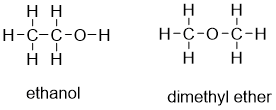 H H
H-C-C-O-H
H H
ethanol
H H
H-C-O-C-H
H H
dimethyl ether